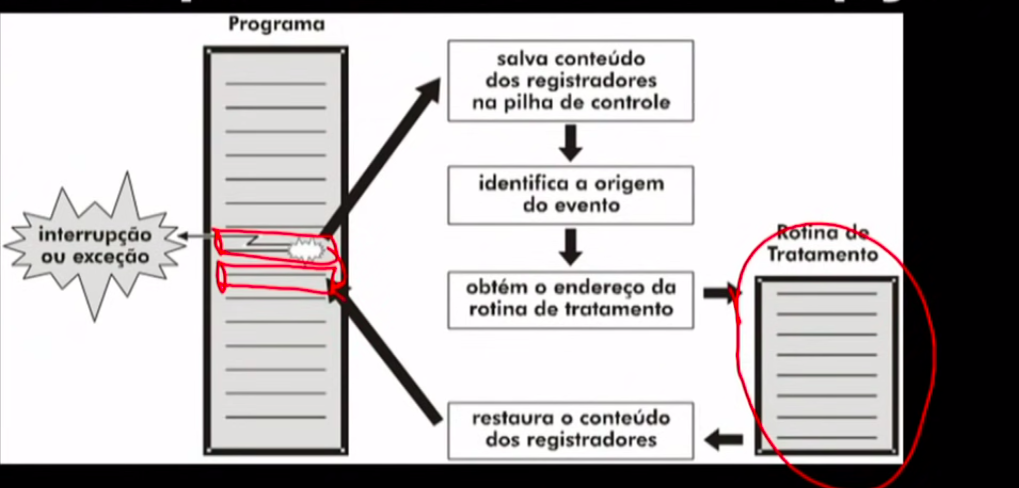 Programa
salva conteúdo
dos registradores
na pilha de controle
identifica a origem
do evento
interrupção
ou exceção
Rotina de
Tratamento
obtém o endereço da
rotina de tratamento
restaura o conteúdo
dos registradores